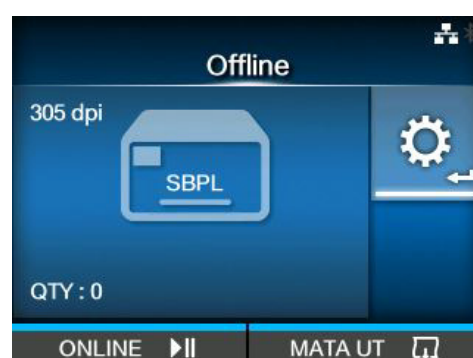 Offline
305 dpi
SBPL
QTY : 0
ONLINE
MATA UT